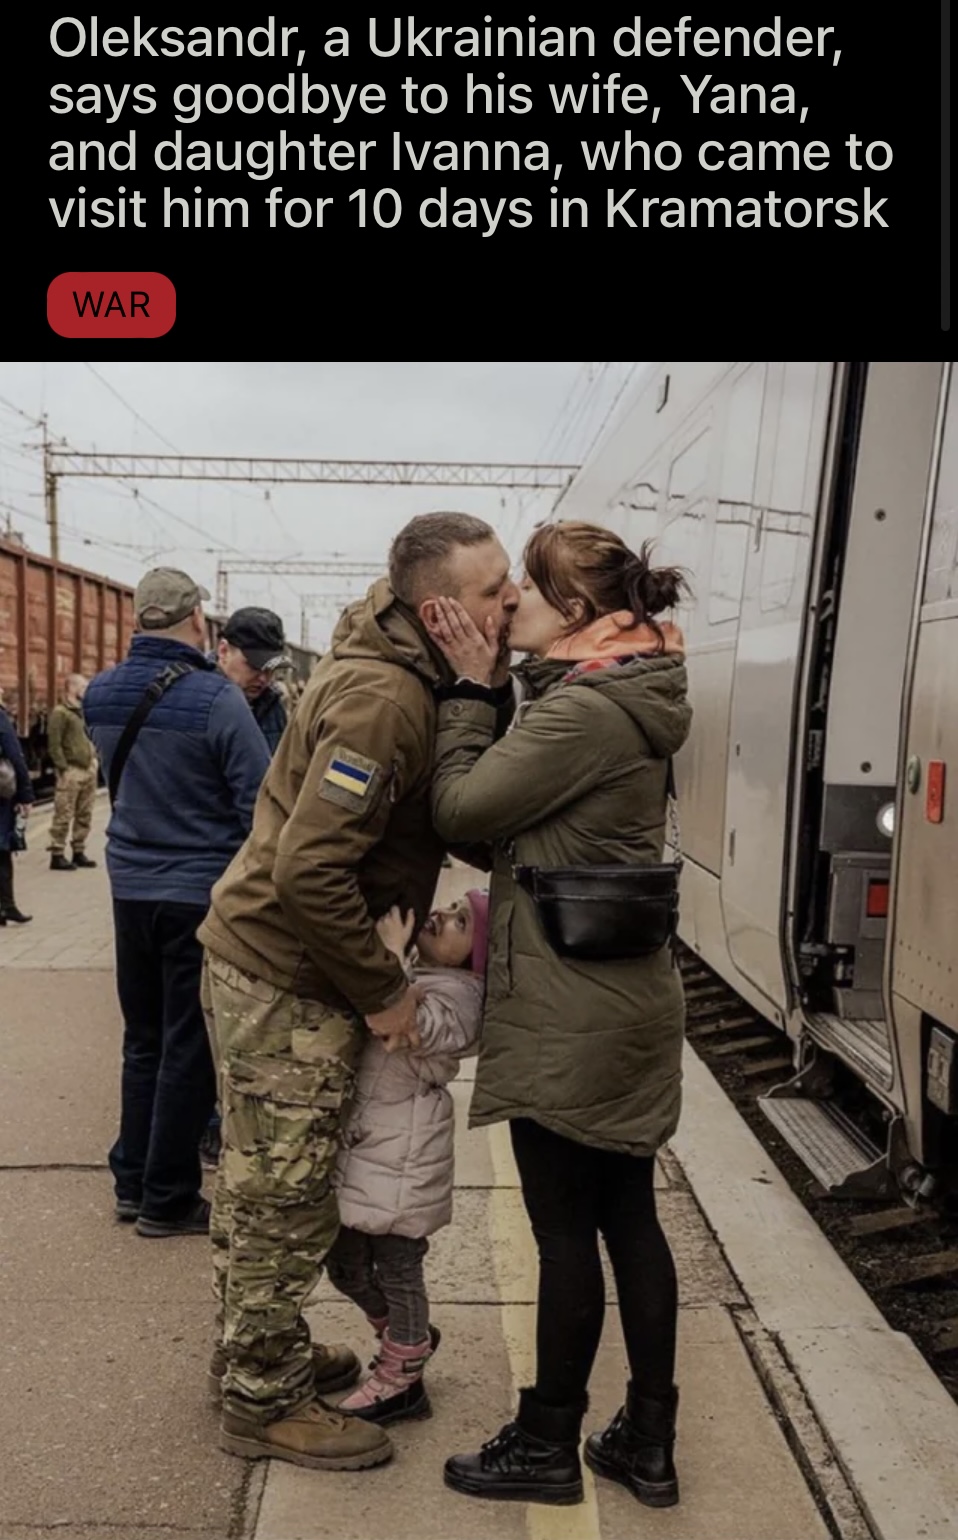 Oleksandr, a Ukrainian defender,
says goodbye to his wife, Yana,
and daughter Ivanna, who came to
visit him for 10 days in Kramatorsk
WAR